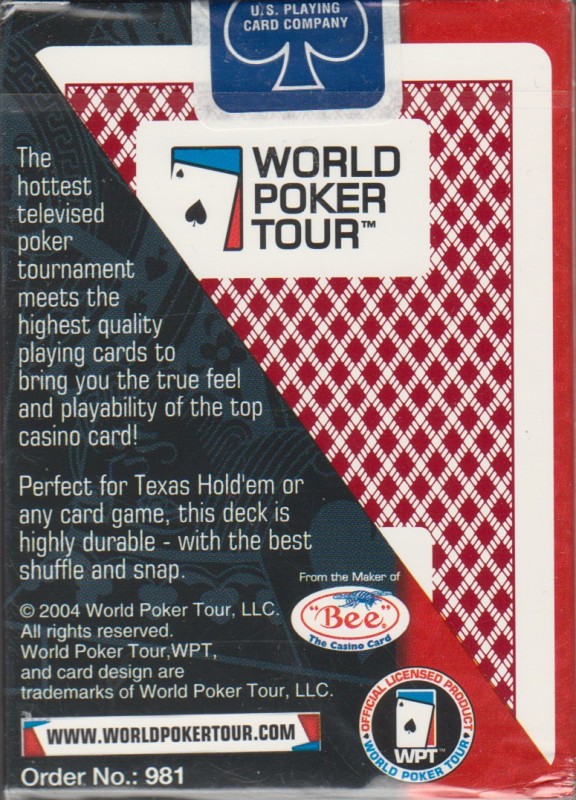 U.S. PLAYING
CARD COMPANY
WORLD
POKER
TOUR™
The
hottest
televised
poker
tournament
meets the
highest quality
playing cards to
bring you the true feel
and playability of the top
casino card!
Perfect for Texas Hold'em or
any card game, this deck is
highly durable - with the best
shuffle and snap.
From the Maker of
"Bee"®
The Casino Card
© 2004 World Poker Tour, LLC.
All rights reserved.
World Poker Tour,WPT,
and card design are
trademarks of World Poker Tour, LLC.
WWW.WORLDPOKERTOUR.COM
Order No.: 981
OFFICIAL LICENSED PRODUCT
WPT™
WORLD POKER TOUR